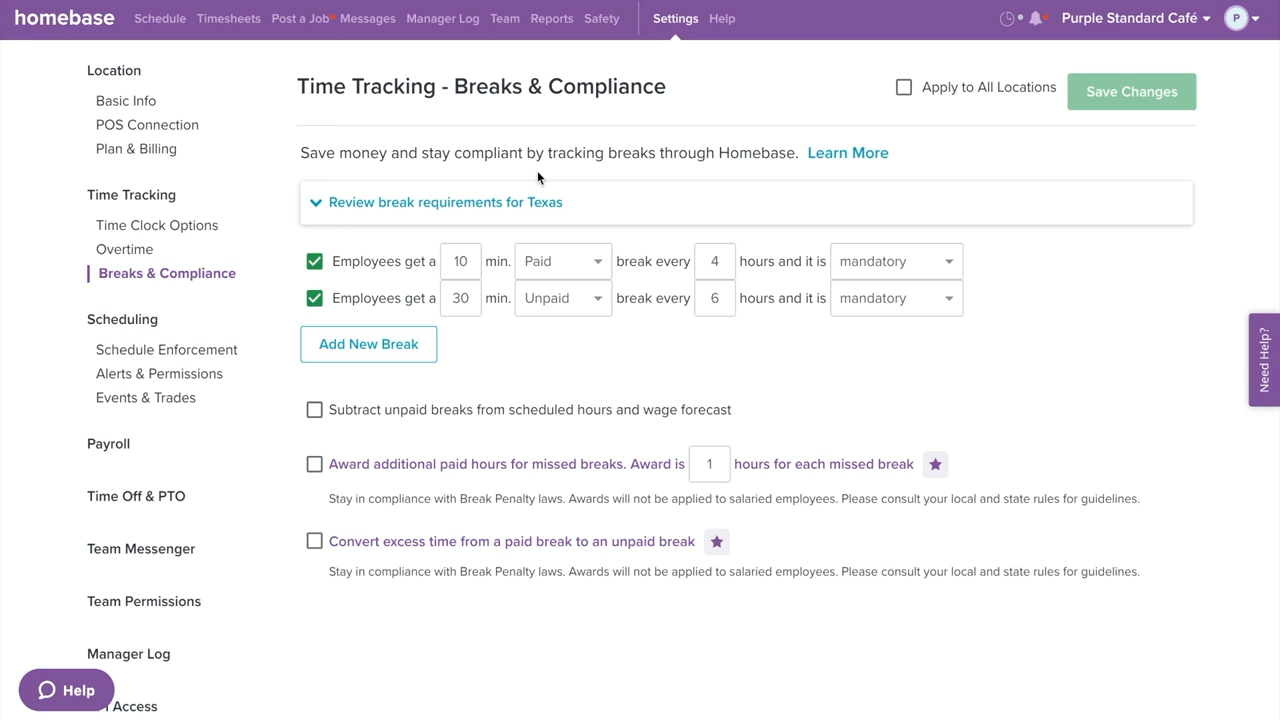 homebase Schedule Timesheets Post a Job Messages Manager Log Team Reports Safety Settings Help Purple Standard Café P
Location
Basic Info
POS Connection
Plan & Billing
Time Tracking
Time Clock Options
Overtime
Breaks & Compliance
Scheduling
Schedule Enforcement
Alerts & Permissions
Events & Trades
Payroll
Time Off & PTO
Team Messenger
Team Permissions
Manager Log
Access
Help
Time Tracking - Breaks & Compliance
Apply to All Locations
Save Changes
Save money and stay compliant by tracking breaks through Homebase. Learn More
Review break requirements for Texas
Employees get a 10 min. Paid break every 4 hours and it is mandatory
Employees get a 30 min. Unpaid break every 6 hours and it is mandatory
Add New Break
Subtract unpaid breaks from scheduled hours and wage forecast
Award additional paid hours for missed breaks. Award is 1 hours for each missed break
Stay in compliance with Break Penalty laws. Awards will not be applied to salaried employees. Please consult your local and state rules for guidelines.
Convert excess time from a paid break to an unpaid break
Stay in compliance with Break Penalty laws. Awards will not be applied to salaried employees. Please consult your local and state rules for guidelines.
Need Help?